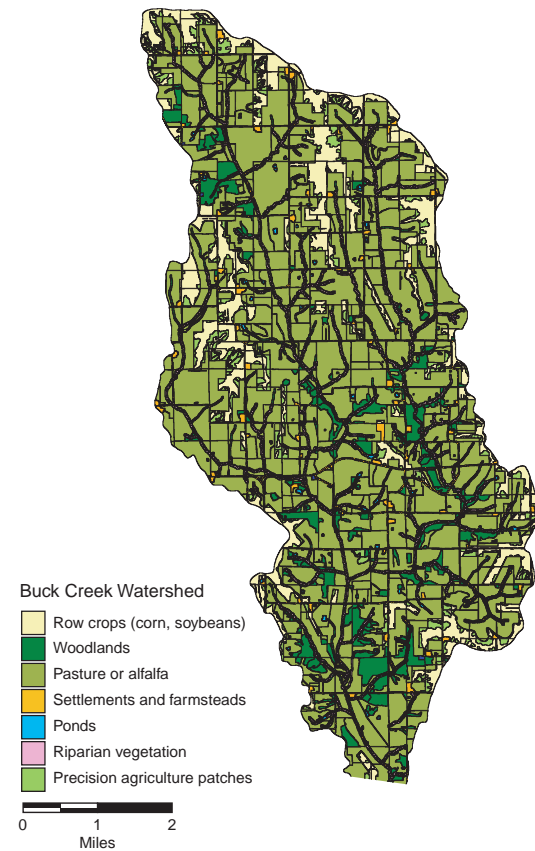 Buck Creek Watershed
Row crops (corn, soybeans)
Woodlands
Pasture or alfalfa
Settlements and farmsteads
Ponds
Riparian vegetation
Precision agriculture patches
0 1 2
Miles